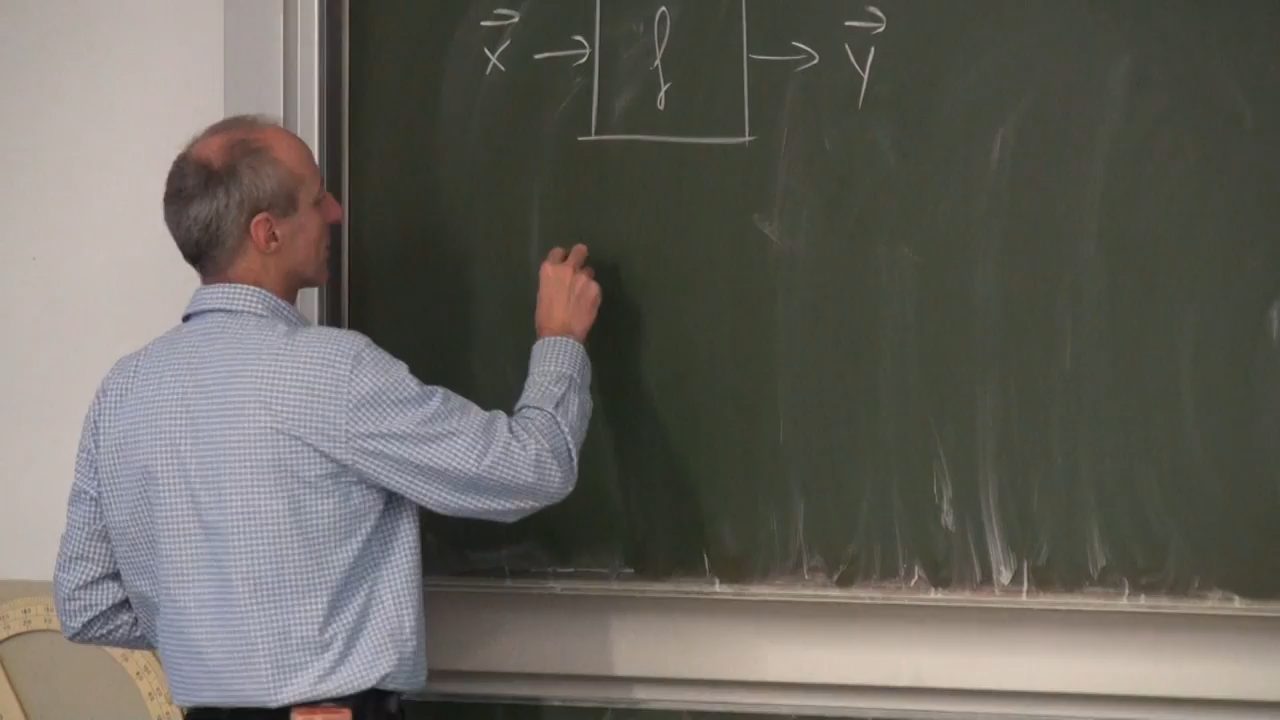 x⃗ → f → y⃗